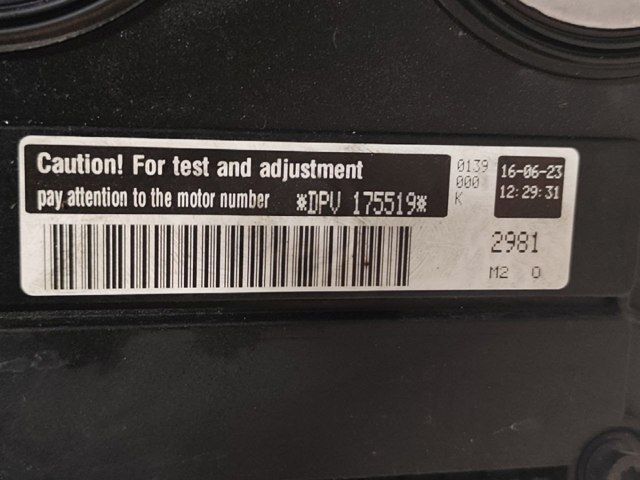 Caution! For test and adjustment
pay attention to the motor number *DPV 175519*
0139
000
K
16-06-23
12:29:31
2981
M2 O